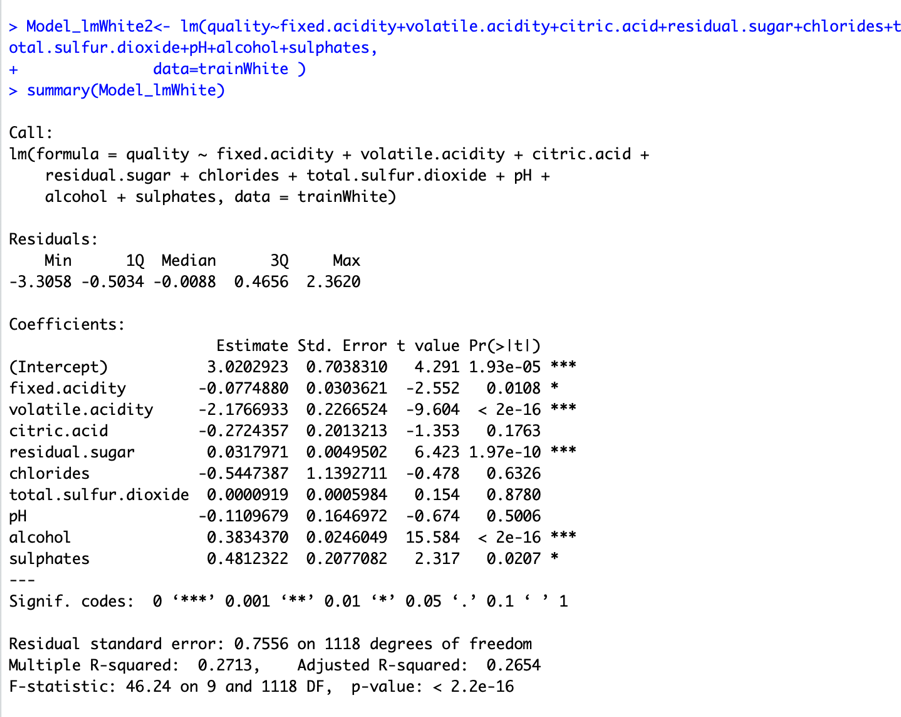 > Model_lmWhite2<- lm(quality~fixed.acidity+volatile.acidity+citric.acid+residual.sugar+chlorides+t
otal.sulfur.dioxide+pH+alcohol+sulphates,
+               data=trainWhite )
> summary(Model_lmWhite)

Call:
lm(formula = quality ~ fixed.acidity + volatile.acidity + citric.acid +
    residual.sugar + chlorides + total.sulfur.dioxide + pH +
    alcohol + sulphates, data = trainWhite)

Residuals:
    Min      1Q  Median      3Q     Max
-3.3058 -0.5034 -0.0088  0.4656  2.3620

Coefficients:
                       Estimate Std. Error t value Pr(>|t|)
(Intercept)           3.0202923  0.7038310   4.291 1.93e-05 ***
fixed.acidity        -0.0774880  0.0303621  -2.552   0.0108 *
volatile.acidity     -2.1766933  0.2266524  -9.604  < 2e-16 ***
citric.acid          -0.2724357  0.2013213  -1.353   0.1763
residual.sugar        0.0317971  0.0049502   6.423 1.97e-10 ***
chlorides            -0.5447387  1.1392711  -0.478   0.6326
total.sulfur.dioxide  0.0000919  0.0005984   0.154   0.8780
pH                   -0.1109679  0.1646972  -0.674   0.5006
alcohol               0.3834370  0.0246049  15.584  < 2e-16 ***
sulphates             0.4812322  0.2077082   2.317   0.0207 *
---
Signif. codes:  0 ‘***’ 0.001 ‘**’ 0.01 ‘*’ 0.05 ‘.’ 0.1 ‘ ’ 1

Residual standard error: 0.7556 on 1118 degrees of freedom
Multiple R-squared:  0.2713,    Adjusted R-squared:  0.2654
F-statistic: 46.24 on 9 and 1118 DF,  p-value: < 2.2e-16